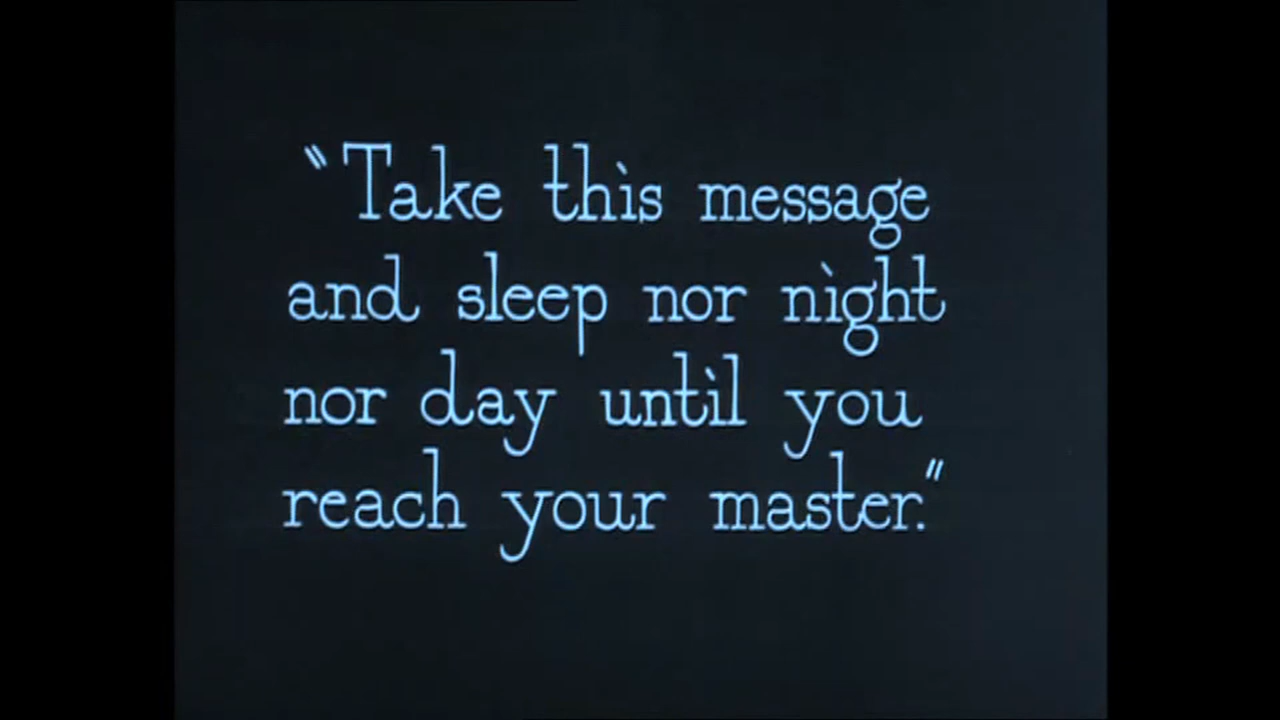 "Take this message
and sleep nor night
nor day until you
reach your master."